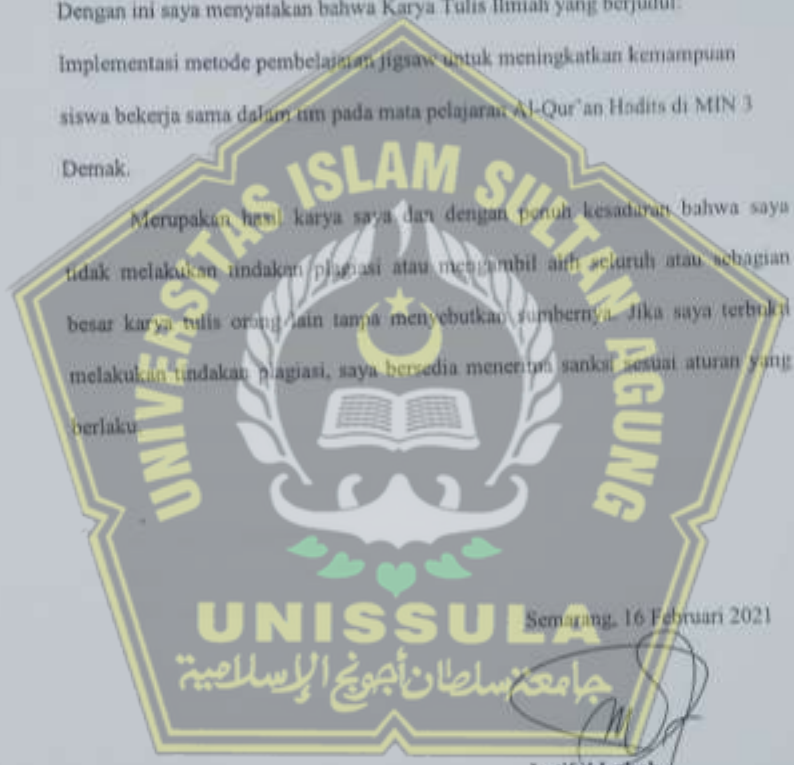 Dengan ini saya menyatakan bahwa Karya Tulis Ilmiah yang berjudul:
Implementasi metode pembelajaran jigsaw untuk meningkatkan kemampuan
siswa bekerja sama dalam tim pada mata pelajaran Al-Qur'an Hadits di MIN 3
Demak.
Merupakan hasil karya saya dan dengan penuh kesadaran bahwa saya
tidak melakukan tindakan plagiasi atau mengambil alih seluruh atau sebagian
besar karya tulis orang lain tanpa menyebutkan sumbernya. Jika saya terbukti
melakukan tindakan plagiasi, saya bersedia menerima sanksi sesuai aturan yang
berlaku.
UNIVERSITAS ISLAM SULTAN AGUNG
UNISSULA
جامعة سلطان أجونج الإسلامية
Semarang, 16 Februari 2021